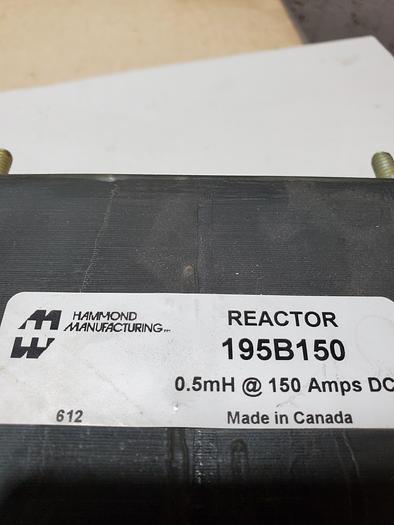 HAMMOND
MANUFACTURING
REACTOR
195B150
0.5mH @ 150 Amps DC
612
Made in Canada